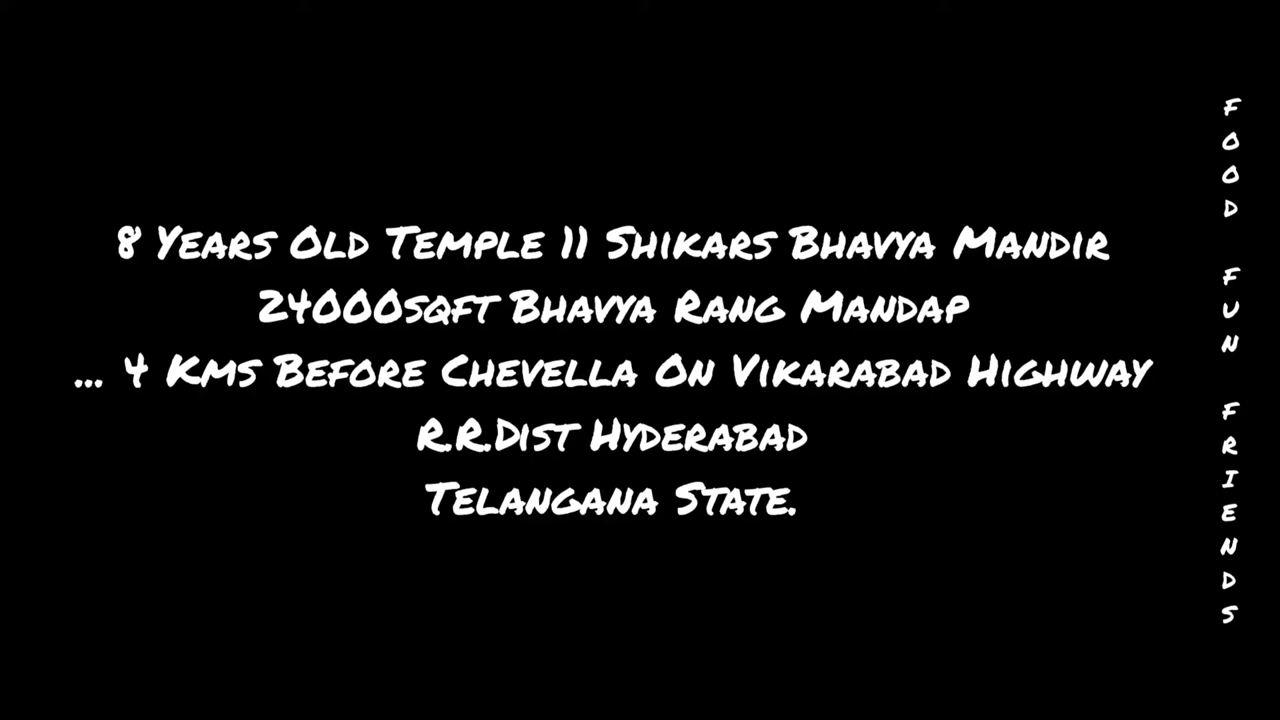 8 Years Old Temple 11 Shikars Bhavya Mandir
24000sqft Bhavya Rang Mandap
... 4 Kms Before Chevella On Vikarabad Highway
R.R.Dist Hyderabad
Telangana State.
FOOD FUN FRIENDS